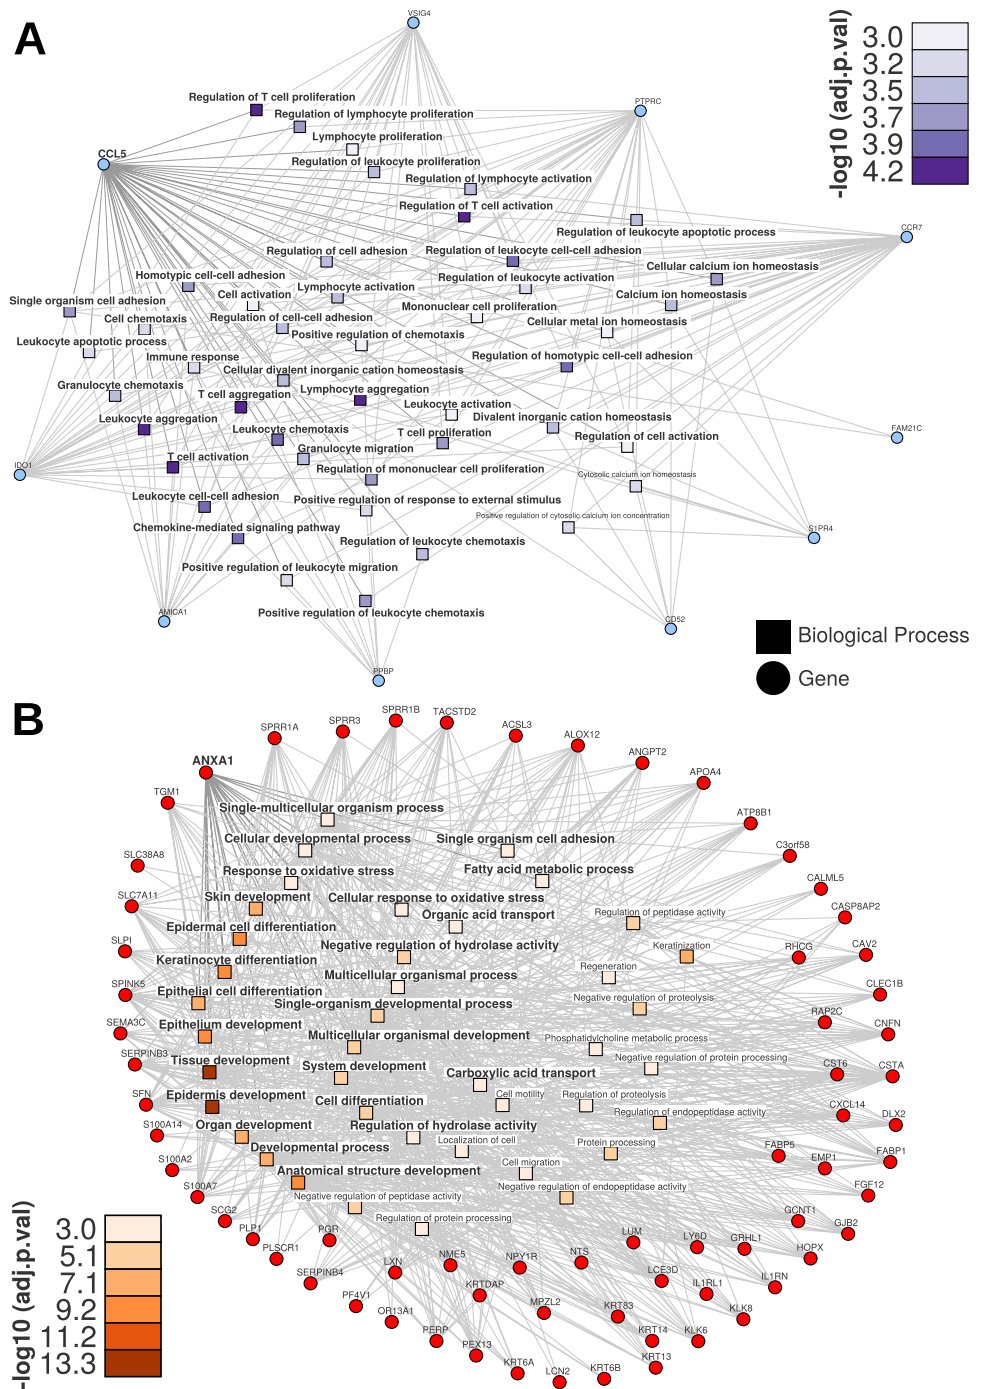 A
VSIG4
-log10 (adj.p.val)
3.0
3.2
3.5
3.7
3.9
4.2
Regulation of T cell proliferation
PTPRC
Regulation of lymphocyte proliferation
Lymphocyte proliferation
CCL5
Regulation of leukocyte proliferation
Regulation of lymphocyte activation
Regulation of T cell activation
CCR7
Regulation of leukocyte apoptotic process
Regulation of cell adhesion
Regulation of leukocyte cell-cell adhesion
Cellular calcium ion homeostasis
Homotypic cell-cell adhesion
Regulation of leukocyte activation
Lymphocyte activation
Cell activation
Calcium ion homeostasis
Single organism cell adhesion
Mononuclear cell proliferation
Cell chemotaxis
Regulation of cell-cell adhesion
Cellular metal ion homeostasis
Positive regulation of chemotaxis
Leukocyte apoptotic process
Immune response
Regulation of homotypic cell-cell adhesion
Cellular divalent inorganic cation homeostasis
Granulocyte chemotaxis
T cell aggregation
Lymphocyte aggregation
Leukocyte activation
Leukocyte aggregation
Divalent inorganic cation homeostasis
Leukocyte chemotaxis
T cell proliferation
Regulation of cell activation
FAM21C
Granulocyte migration
T cell activation
IDO1
Regulation of mononuclear cell proliferation
Cytosolic calcium ion homeostasis
Leukocyte cell-cell adhesion
Positive regulation of response to external stimulus
Positive regulation of cytosolic calcium ion concentration
Chemokine-mediated signaling pathway
S1PR4
Regulation of leukocyte chemotaxis
Positive regulation of leukocyte migration
AMICA1
Positive regulation of leukocyte chemotaxis
CD52
Biological Process
PPBP
Gene
B
SPRR1A
SPRR3
SPRR1B
TACSTD2
ACSL3
ALOX12
ANGPT2
ANXA1
APOA4
TGM1
Single-multicellular organism process
ATP8B1
Cellular developmental process
Single organism cell adhesion
C3orf58
SLC38A8
Response to oxidative stress
Fatty acid metabolic process
CALML5
SLC7A11
Skin development
Cellular response to oxidative stress
Organic acid transport
Regulation of peptidase activity
CASP8AP2
Epidermal cell differentiation
SLPI
Negative regulation of hydrolase activity
Keratinization
RHCG
CAV2
Keratinocyte differentiation
Regeneration
Multicellular organismal process
SPINK5
Epithelial cell differentiation
CLEC1B
Negative regulation of proteolysis
Single-organism developmental process
RAP2C
SEMA3C
Epithelium development
CNFN
Multicellular organismal development
Phosphatidylcholine metabolic process
SERPINB3
Tissue development
Negative regulation of protein processing
System development
Carboxylic acid transport
CST6
CSTA
SFN
Epidermis development
Cell motility
Regulation of proteolysis
Cell differentiation
Regulation of endopeptidase activity
CXCL14
DLX2
S100A14
Organ development
Regulation of hydrolase activity
Localization of cell
Protein processing
Developmental process
FABP5
EMP1
FABP1
S100A2
Cell migration
Anatomical structure development
S100A7
Negative regulation of endopeptidase activity
FGF12
Negative regulation of peptidase activity
SCG2
Regulation of protein processing
GCNT1
GJB2
PLP1
PGR
LUM
LY6D
GRHL1
PLSCR1
LXN
NME5
NPY1R
NTS
HOPX
SERPINB4
KRTDAP
LCE3D
IL1RL1
IL1RN
PF4V1
OR13A1
MPZL2
KRT83
KLK8
PERP
KRT14
KLK6
PEX13
KRT6A
LCN2
KRT6B
KRT13
-log10 (adj.p.val)
3.0
5.1
7.1
9.2
11.2
13.3